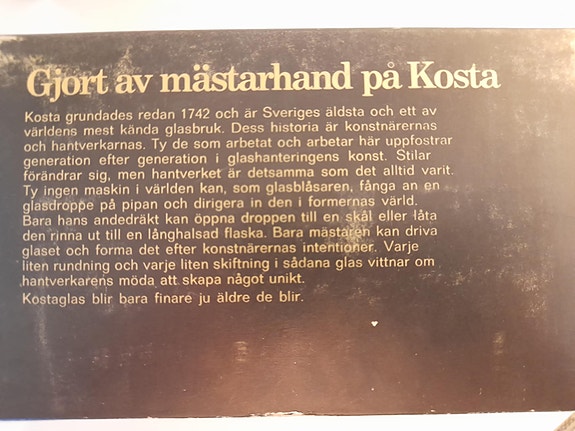 Gjort av mästarhand på Kosta
Kosta grundades redan 1742 och är Sveriges äldsta och ett av
världens mest kända glasbruk. Dess historia är konstnärernas
och hantverkarnas. Ty de som arbetat och arbetar här uppfostrar
generation efter generation i glashanteringens konst. Stilar
förändrar sig, men hantverket är detsamma som det alltid varit.
Ty ingen maskin i världen kan, som glasblåsaren, fånga an en
glasdroppe på pipan och dirigera in den i formernas värld.
Bara hans andedräkt kan öppna droppen till en skål eller låta
den rinna ut till en långhalsad flaska. Bara mästaren kan driva
glaset och forma det efter konstnärernas intentioner. Varje
liten rundning och varje liten skiftning i sådana glas vittnar om
hantverkarens möda att skapa något unikt.
Kostaglas blir bara finare ju äldre de blir.